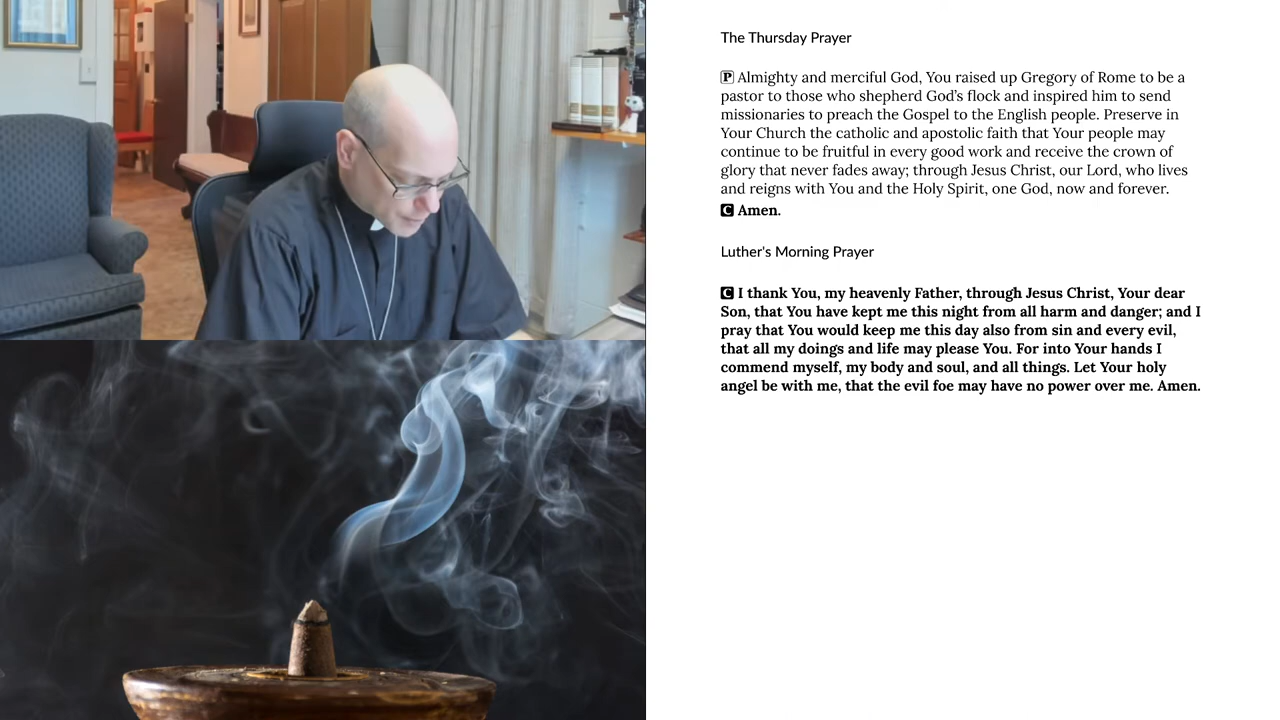 The Thursday Prayer
P Almighty and merciful God, You raised up Gregory of Rome to be a
pastor to those who shepherd God's flock and inspired him to send
missionaries to preach the Gospel to the English people. Preserve in
Your Church the catholic and apostolic faith that Your people may
continue to be fruitful in every good work and receive the crown of
glory that never fades away; through Jesus Christ, our Lord, who lives
and reigns with You and the Holy Spirit, one God, now and forever.
C Amen.
Luther's Morning Prayer
C I thank You, my heavenly Father, through Jesus Christ, Your dear
Son, that You have kept me this night from all harm and danger; and I
pray that You would keep me this day also from sin and every evil,
that all my doings and life may please You. For into Your hands I
commend myself, my body and soul, and all things. Let Your holy
angel be with me, that the evil foe may have no power over me. Amen.